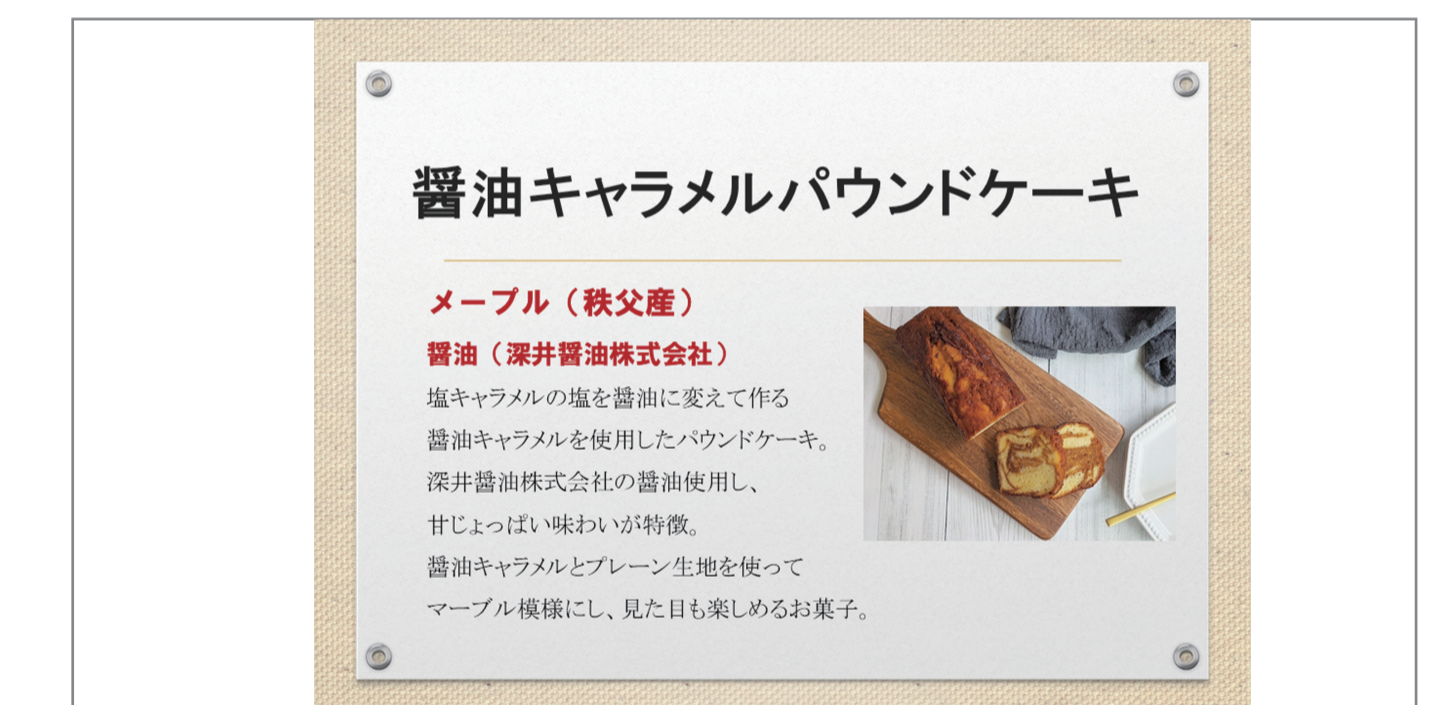 醤油キャラメルパウンドケーキ
メープル（秩父産）
醤油（深井醤油株式会社）
塩キャラメルの塩を醤油に変えて作る
醤油キャラメルを使用したパウンドケーキ。
深井醤油株式会社の醤油使用し、
甘じょっぱい味わいが特徴。
醤油キャラメルとプレーン生地を使って
マーブル模様にし、見た目も楽しめるお菓子。